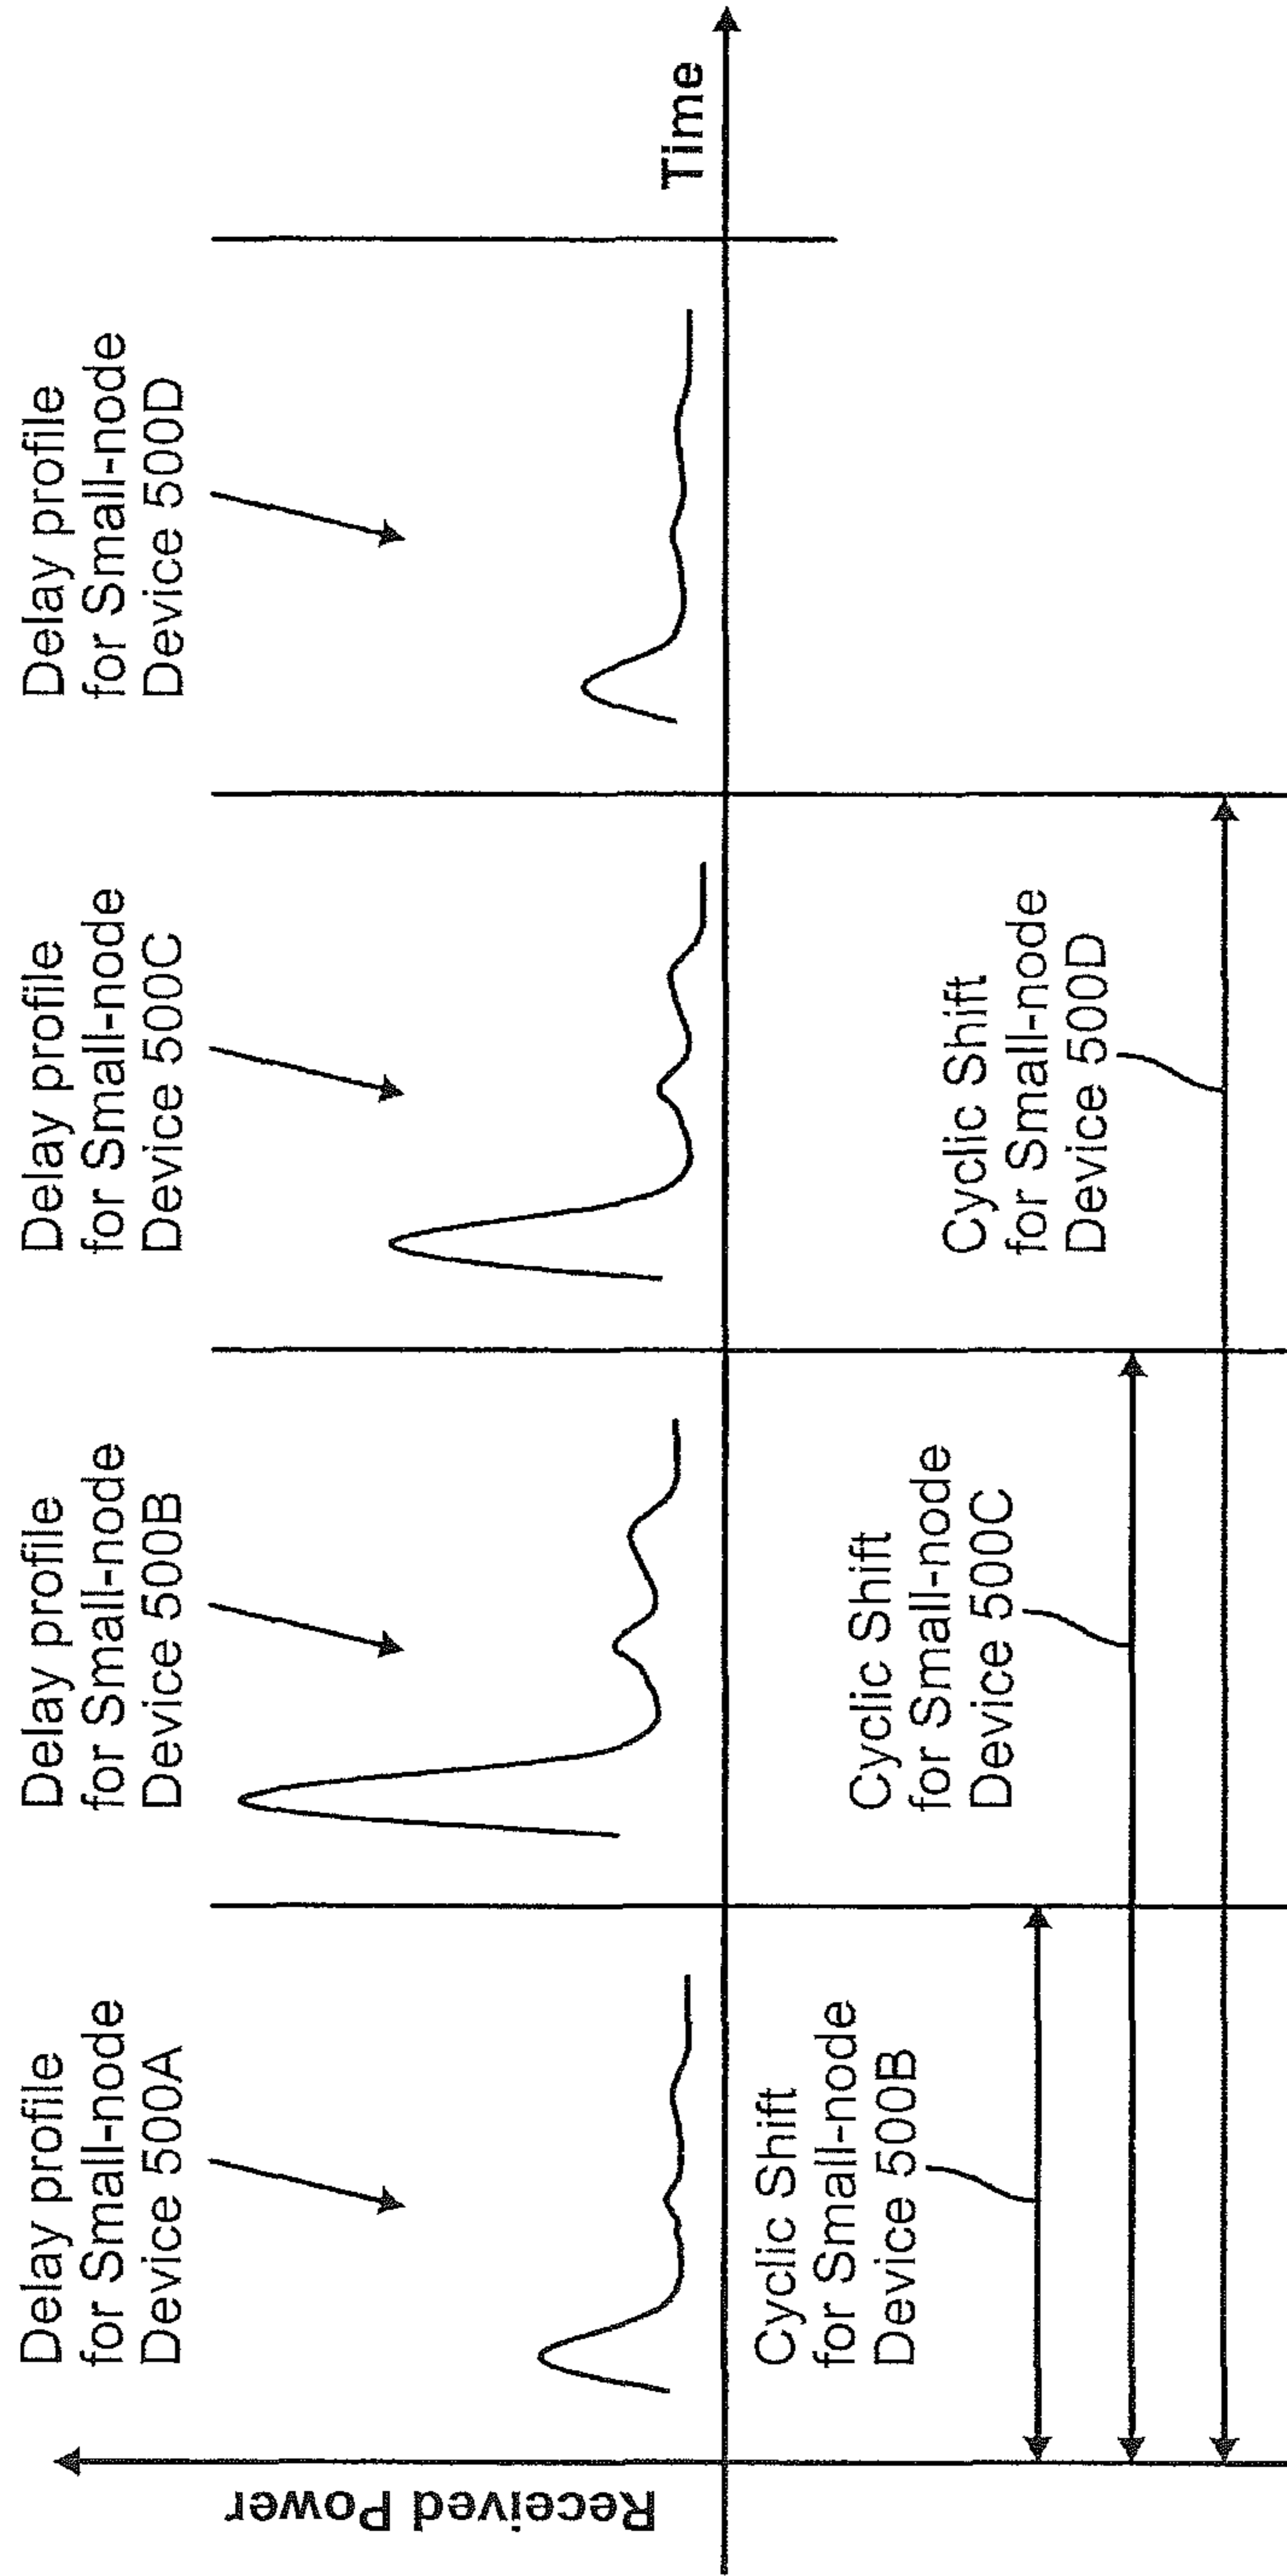 Delay profile
for Small-node
Device 500A
Delay profile
for Small-node
Device 500B
Delay profile
for Small-node
Device 500C
Delay profile
for Small-node
Device 500D
Received Power
Time
Cyclic Shift
for Small-node
Device 500B
Cyclic Shift
for Small-node
Device 500C
Cyclic Shift
for Small-node
Device 500D